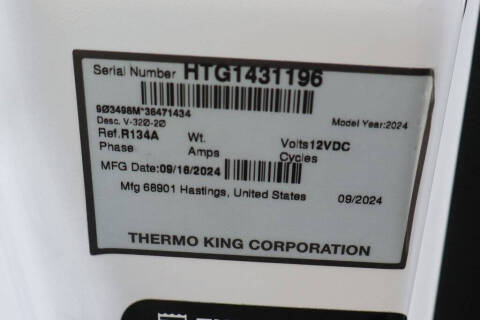 Serial Number HTG1431196
9Ø3498M*36471434
Desc. V-32Ø-2Ø Model Year:2024
Ref.R134A Wt. Volts12VDC
Phase Amps Cycles
MFG Date:09/16/2024
Mfg 68901 Hastings, United States 09/2024
THERMO KING CORPORATION